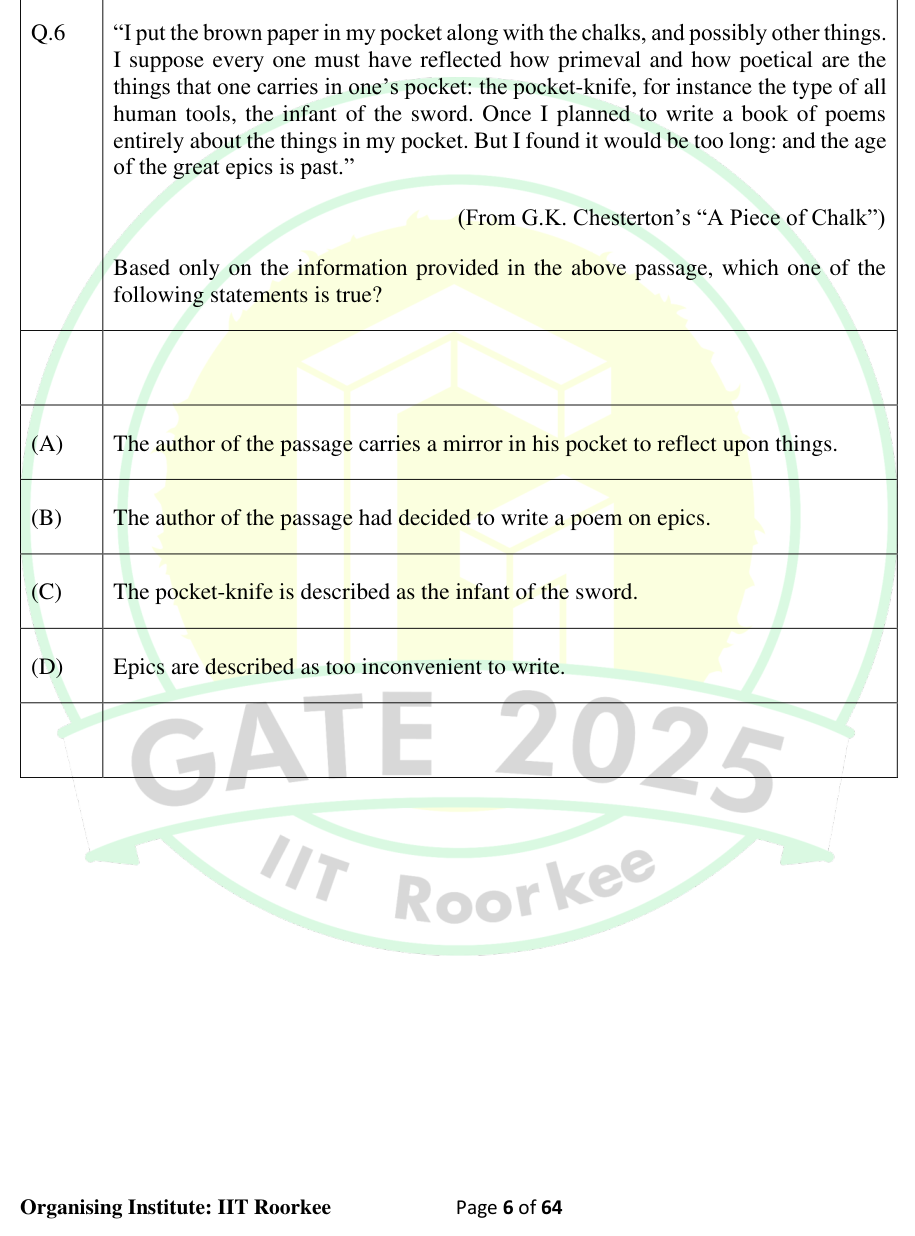 Q.6 “I put the brown paper in my pocket along with the chalks, and possibly other things.
I suppose every one must have reflected how primeval and how poetical are the
things that one carries in one’s pocket: the pocket-knife, for instance the type of all
human tools, the infant of the sword. Once I planned to write a book of poems
entirely about the things in my pocket. But I found it would be too long: and the age
of the great epics is past.”
(From G.K. Chesterton’s “A Piece of Chalk”)
Based only on the information provided in the above passage, which one of the
following statements is true?
(A) The author of the passage carries a mirror in his pocket to reflect upon things.
(B) The author of the passage had decided to write a poem on epics.
(C) The pocket-knife is described as the infant of the sword.
(D) Epics are described as too inconvenient to write.
GATE 2025
IIT Roorkee
Organising Institute: IIT Roorkee Page 6 of 64